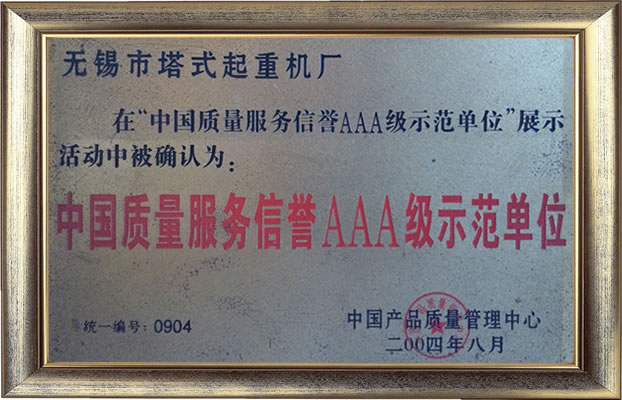 无锡市塔式起重机厂
在“中国质量服务信誉AAA级示范单位”展示
活动中被确认为：
中国质量服务信誉AAA级示范单位
统一编号：0904
中国产品质量管理中心
二00四年八月